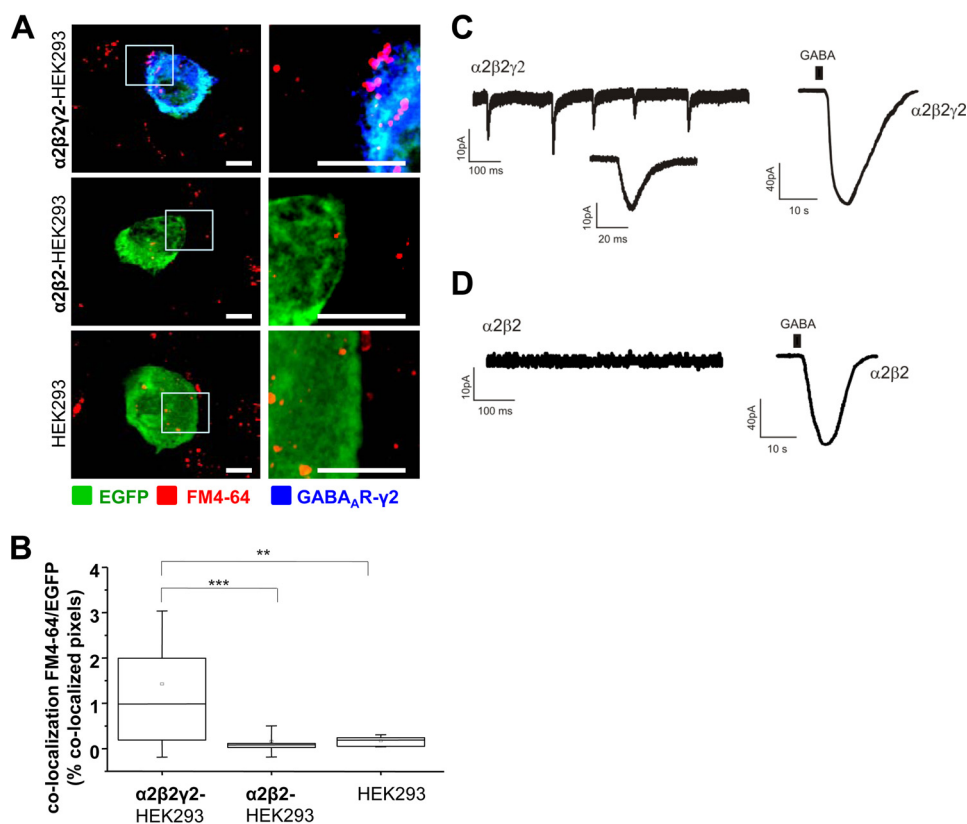 A
α2β2γ2-HEK293
α2β2-HEK293
HEK293
EGFP
FM4-64
GABA_AR-γ2
B
co-localization FM4-64/EGFP
(% co-localized pixels)
4
3
2
1
0
**
***
α2β2γ2-
HEK293
α2β2-
HEK293
HEK293
C
α2β2γ2
10pA
100 ms
10pA
20 ms
GABA
α2β2γ2
40pA
10 s
D
α2β2
10pA
100 ms
GABA
α2β2
40pA
10 s